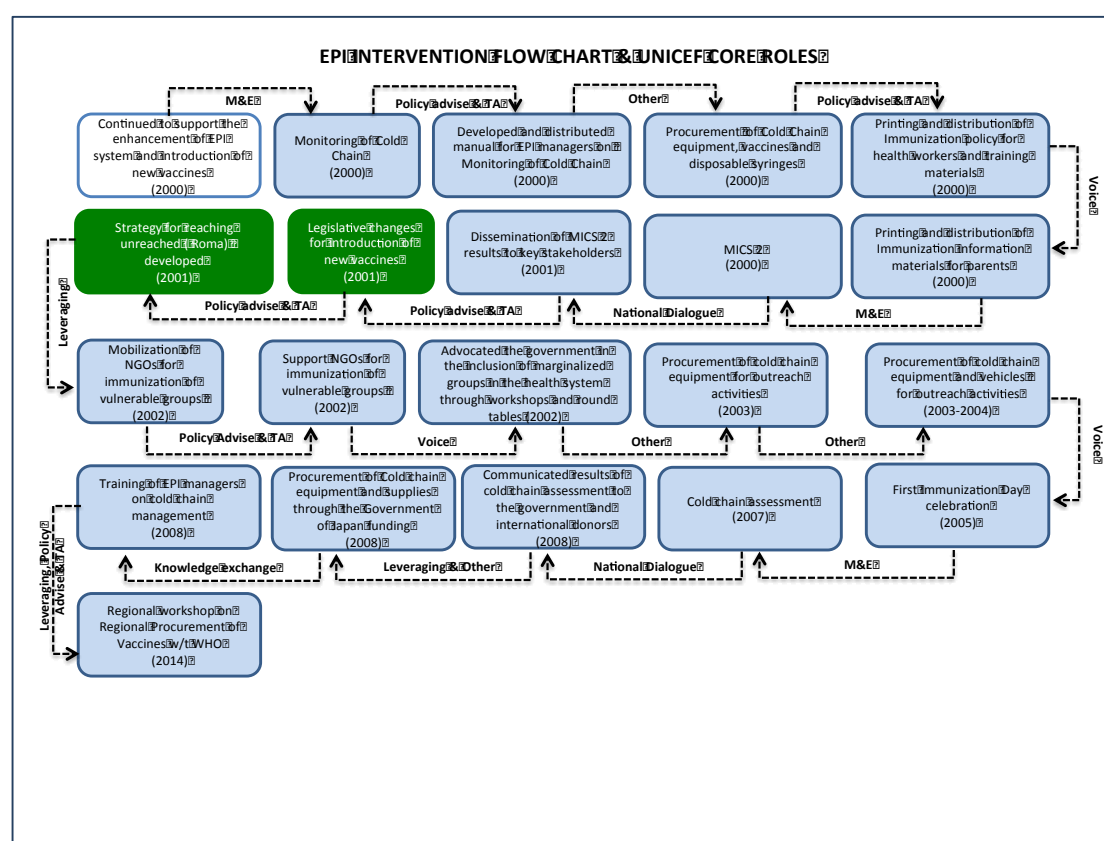 EPI INTERVENTION FLOW CHART & UNICEF CORE ROLES
M&E
Policy advise & TA
Other
Policy advise & TA
Continued to support the
enhancement of EPI
system and introduction of
new vaccines
(2000)
Monitoring of Cold
Chain
(2000)
Developed and distributed
manual for EPI managers on
Monitoring of Cold Chain
(2000)
Procurement of Cold Chain
equipment, vaccines and
disposable syringes
(2000)
Printing and distribution of
Immunization policy for
health workers and training
materials
(2000)
Voice
Strategy for reaching
unreached (Roma)
developed
(2001)
Legislative changes
for introduction of
new vaccines
(2001)
Dissemination of MICS 2
results to key stakeholders
(2001)
MICS 2
(2000)
Printing and distribution of
Immunization information
materials for parents
(2000)
Leveraging
Policy advise & TA
Policy advise & TA
National Dialogue
M&E
Mobilization of
NGOs for
immunization of
vulnerable groups
(2002)
Support NGOs for
immunization of
vulnerable groups
(2002)
Advocated the government in
the inclusion of marginalized
groups in the health system
through workshops and round
tables (2002)
Procurement of cold chain
equipment for outreach
activities
(2003)
Procurement of cold chain
equipment and vehicles
for outreach activities
(2003-2004)
Policy Advise & TA
Voice
Other
Other
Voice
Training of EPI managers
on cold chain
management
(2008)
Procurement of Cold chain
equipment and supplies
through the Government
of Japan funding
(2008)
Communicated results of
cold chain assessment to
the government and
international donors
(2008)
Cold chain assessment
(2007)
First Immunization Day
celebration
(2005)
Leveraging, Policy
Advise & TA
Knowledge exchange
Leveraging & Other
National Dialogue
M&E
Regional workshop on
Regional Procurement of
Vaccines w/t WHO
(2014)